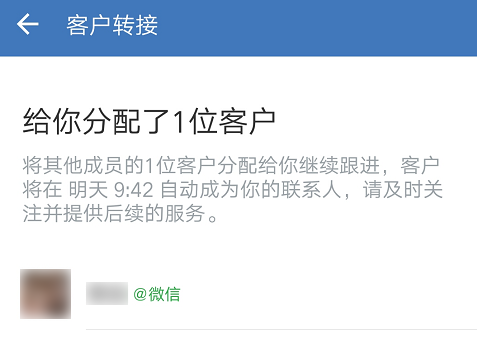 客户转接
给你分配了1位客户
将其他成员的1位客户分配给你继续跟进，客户
将在 明天 9:42 自动成为你的联系人，请及时关
注并提供后续的服务。
@微信